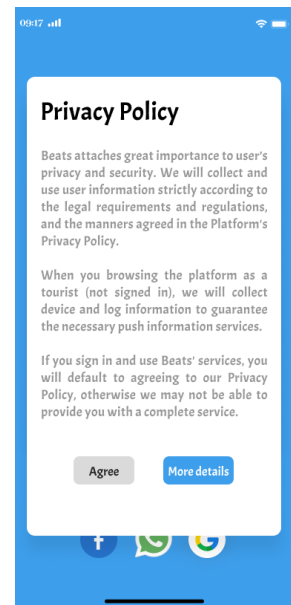 09:17
Privacy Policy
Beats attaches great importance to user's
privacy and security. We will collect and
use user information strictly according to
the legal requirements and regulations,
and the manners agreed in the Platform's
Privacy Policy.
When you browsing the platform as a
tourist (not signed in), we will collect
device and log information to guarantee
the necessary push information services.
If you sign in and use Beats' services, you
will default to agreeing to our Privacy
Policy, otherwise we may not be able to
provide you with a complete service.
Agree
More details